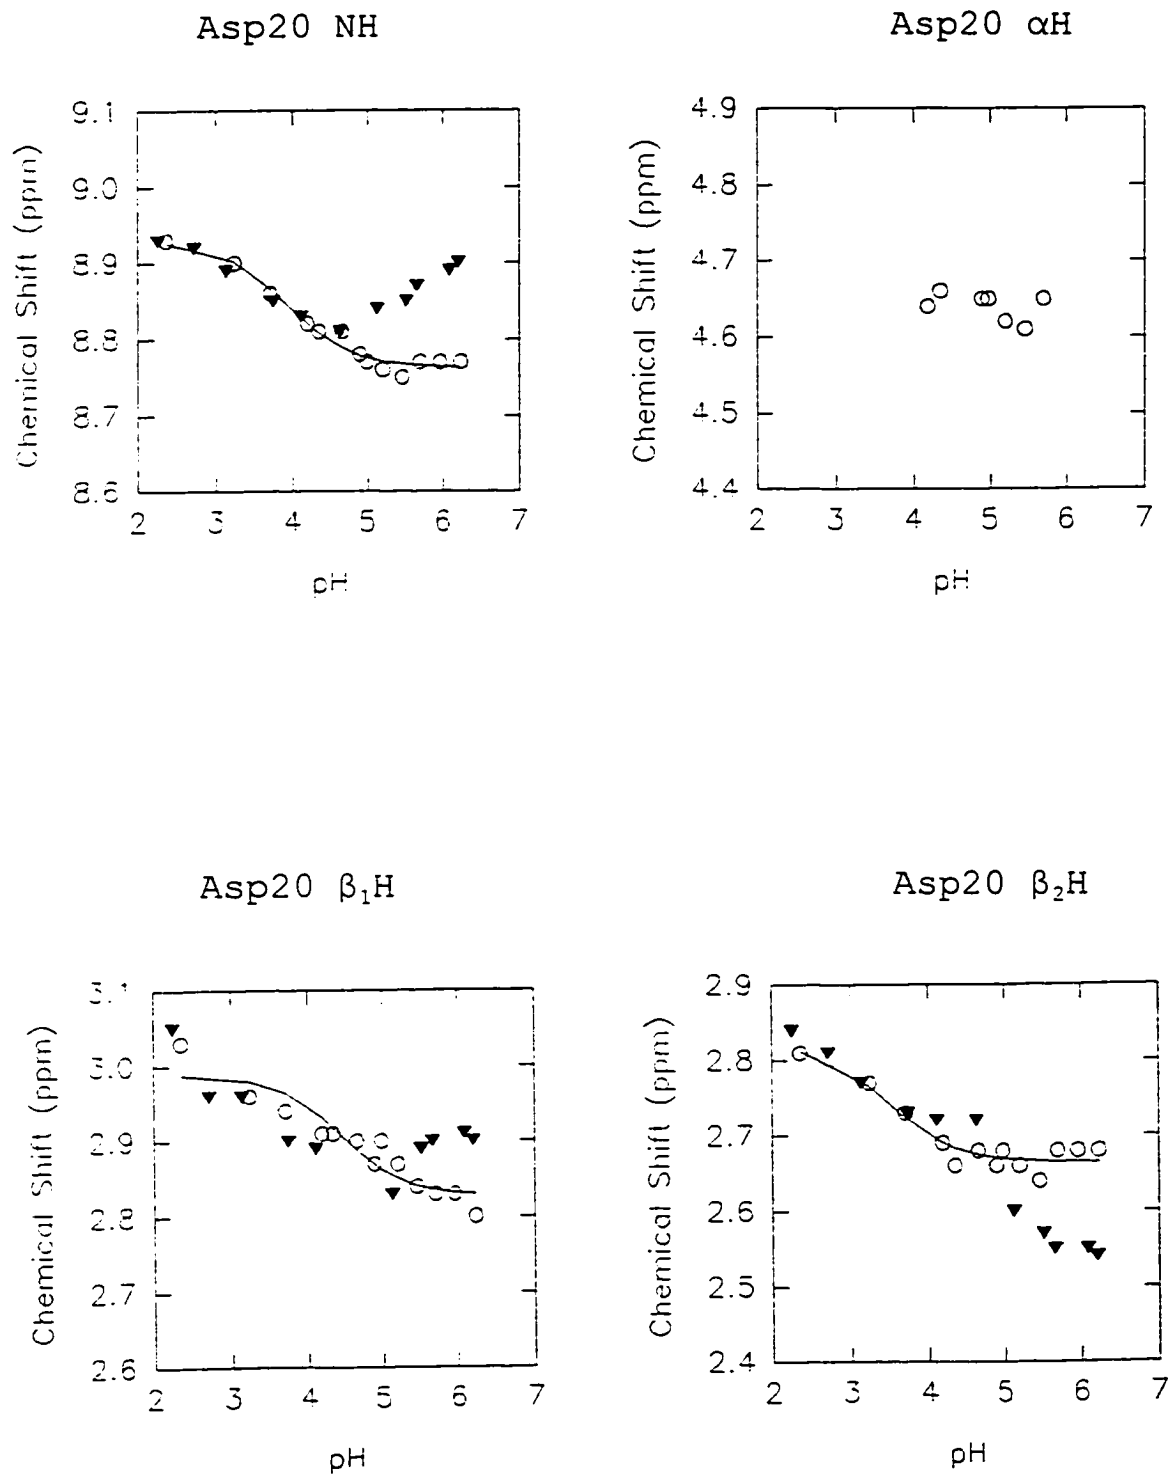 Asp20 NH
Asp20 αH
Chemical Shift (ppm)
9.1
9.0
8.9
8.8
8.7
8.6
2 3 4 5 6 7
pH
Chemical Shift (ppm)
4.9
4.8
4.7
4.6
4.5
4.4
2 3 4 5 6 7
pH
Asp20 β₁H
Asp20 β₂H
Chemical Shift (ppm)
3.1
3.0
2.9
2.8
2.7
2.6
2 3 4 5 6 7
pH
Chemical Shift (ppm)
2.9
2.8
2.7
2.6
2.5
2.4
2 3 4 5 6 7
pH